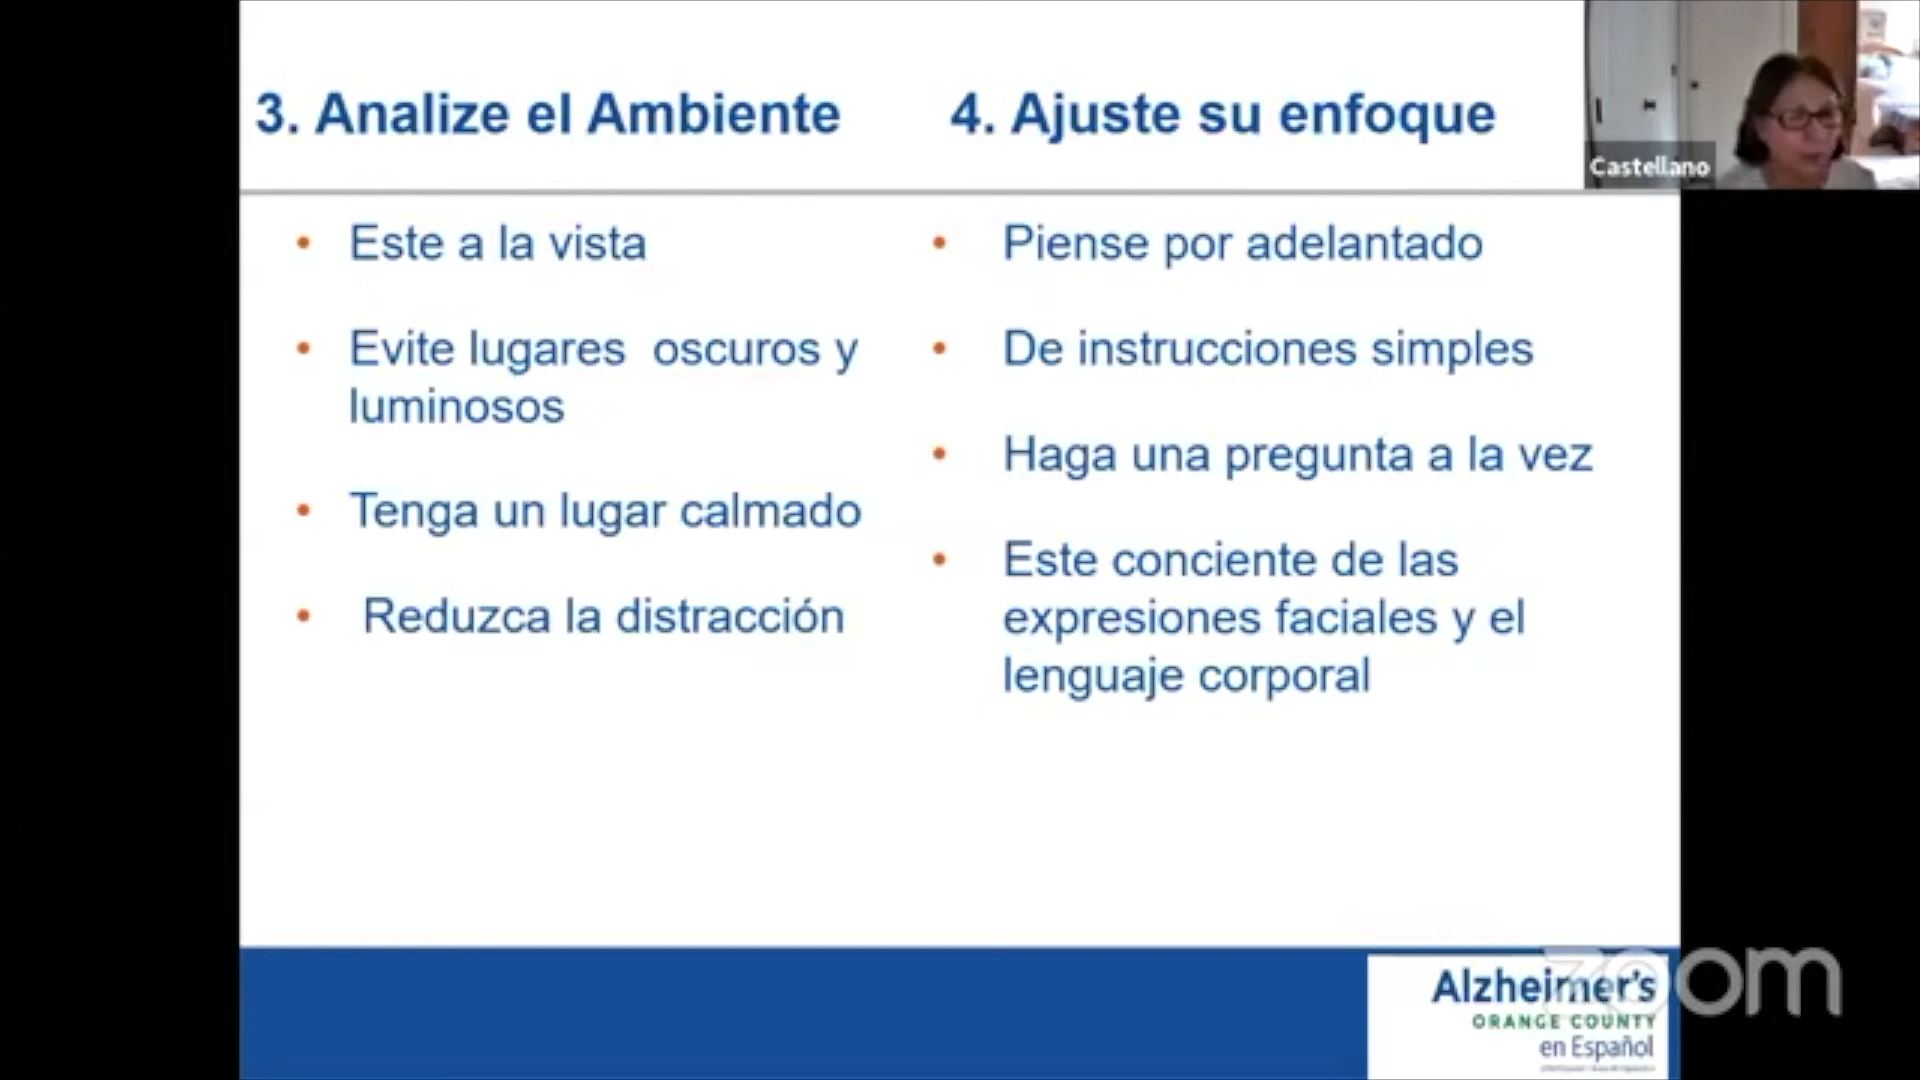 3. Analize el Ambiente
Este a la vista
Evite lugares oscuros y
luminosos
Tenga un lugar calmado
Reduzca la distracción
4. Ajuste su enfoque
Piense por adelantado
De instrucciones simples
Haga una pregunta a la vez
Este conciente de las
expresiones faciales y el
lenguaje corporal
Castellano
Alzheimer's
ORANGE COUNTY
en Español
zoom